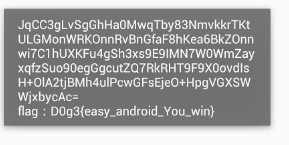 JqCC3gLvSgGhHa0MwqTby83NmvkkrTKt
ULGMonWRKOnnRvBnGfaF8hKea6BkZOnn
wi7C1hUXKFu4gSh3xs9E9IMN7W0WmZay
xqfzSuo90egGgcutZQ7RkRHT9F9X0ovdIs
H+OlA2tjBMh4ulPcwGFsEjeO+HpgVGXSW
WjxbycAc=
flag：D0g3{easy_android_You_win}